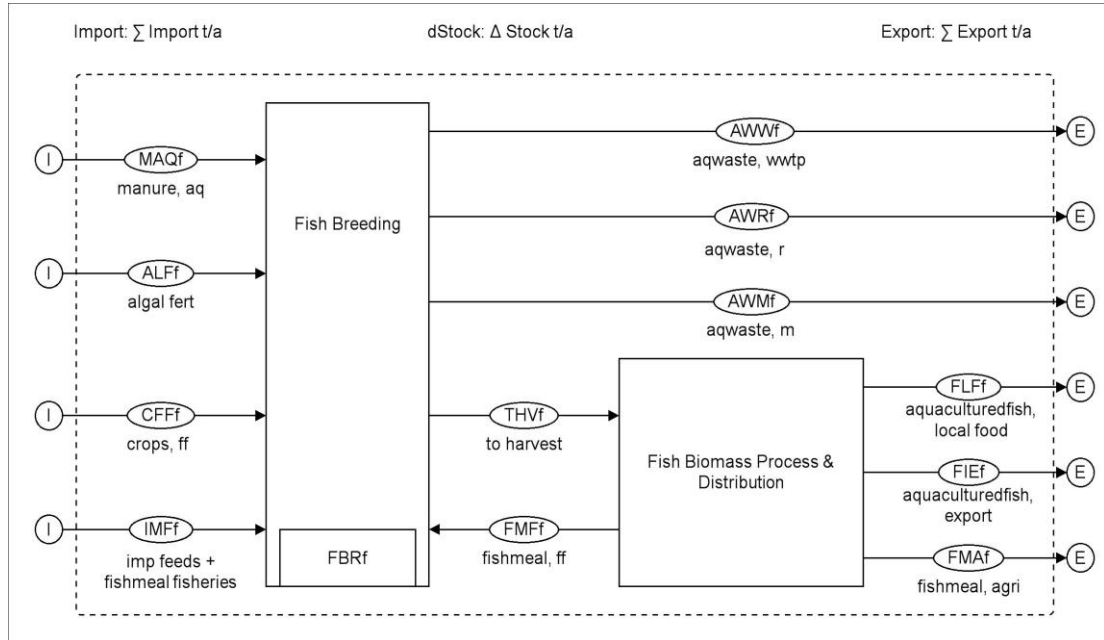 Import: ∑ Import t/a
dStock: Δ Stock t/a
Export: ∑ Export t/a
I
MAQf
manure, aq
I
ALFf
algal fert
I
CFFf
crops, ff
I
IMFf
imp feeds +
fishmeal fisheries
Fish Breeding
FBRf
AWWf
aqwaste, wwtp
E
AWRf
aqwaste, r
E
AWMf
aqwaste, m
E
THVf
to harvest
FMFf
fishmeal, ff
Fish Biomass Process &
Distribution
FLFf
aquaculturedfish,
local food
E
FIEf
aquaculturedfish,
export
E
FMAf
fishmeal, agri
E